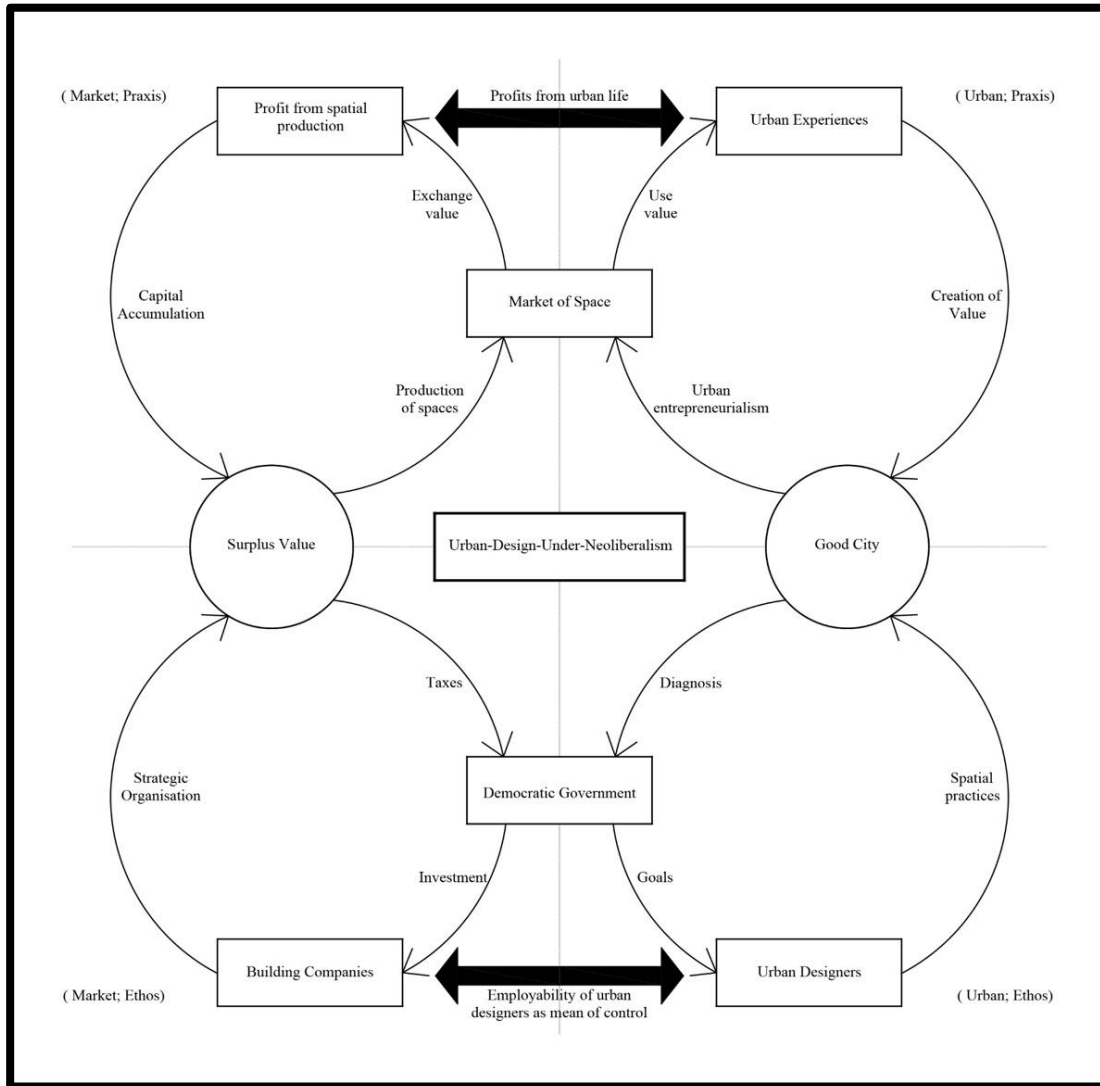 ( Market; Praxis)
Profit from spatial
production
Profits from urban life
Urban Experiences
( Urban; Praxis)
Exchange
value
Use
value
Capital
Accumulation
Market of Space
Creation of
Value
Production
of spaces
Urban
entrepreneurialism
Surplus Value
Urban-Design-Under-Neoliberalism
Good City
Taxes
Diagnosis
Strategic
Organisation
Democratic Government
Spatial
practices
Investment
Goals
Building Companies
Urban Designers
( Market; Ethos)
Employability of urban
designers as mean of control
( Urban; Ethos)